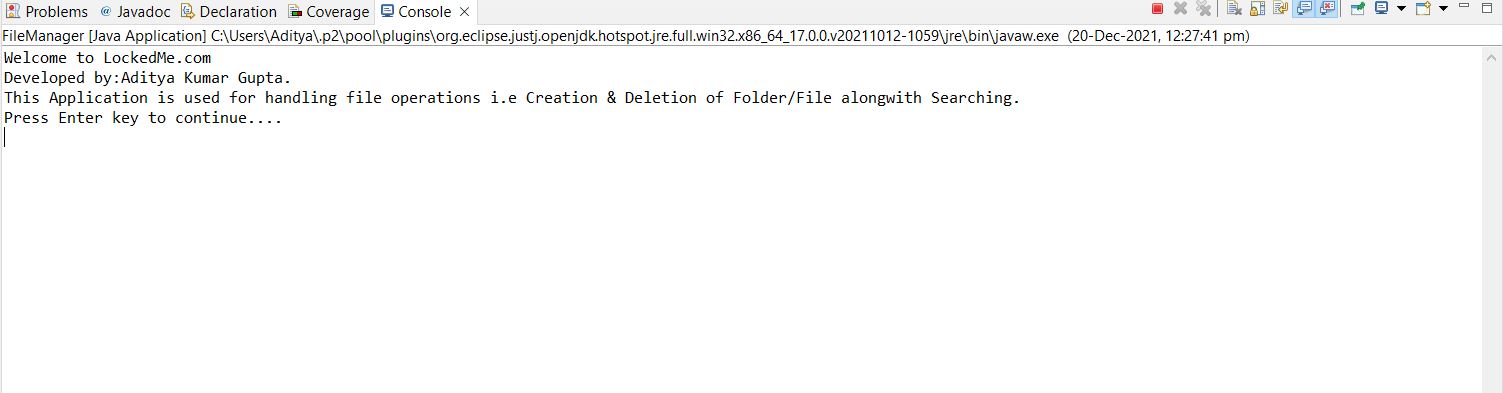 Problems @ Javadoc Declaration Coverage Console
FileManager [Java Application] C:\Users\Aditya\.p2\pool\plugins\org.eclipse.justj.openjdk.hotspot.jre.full.win32.x86_64_17.0.0.v20211012-1059\jre\bin\javaw.exe (20-Dec-2021, 12:27:41 pm)
Welcome to LockedMe.com
Developed by:Aditya Kumar Gupta.
This Application is used for handling file operations i.e Creation & Deletion of Folder/File alongwith Searching.
Press Enter key to continue....